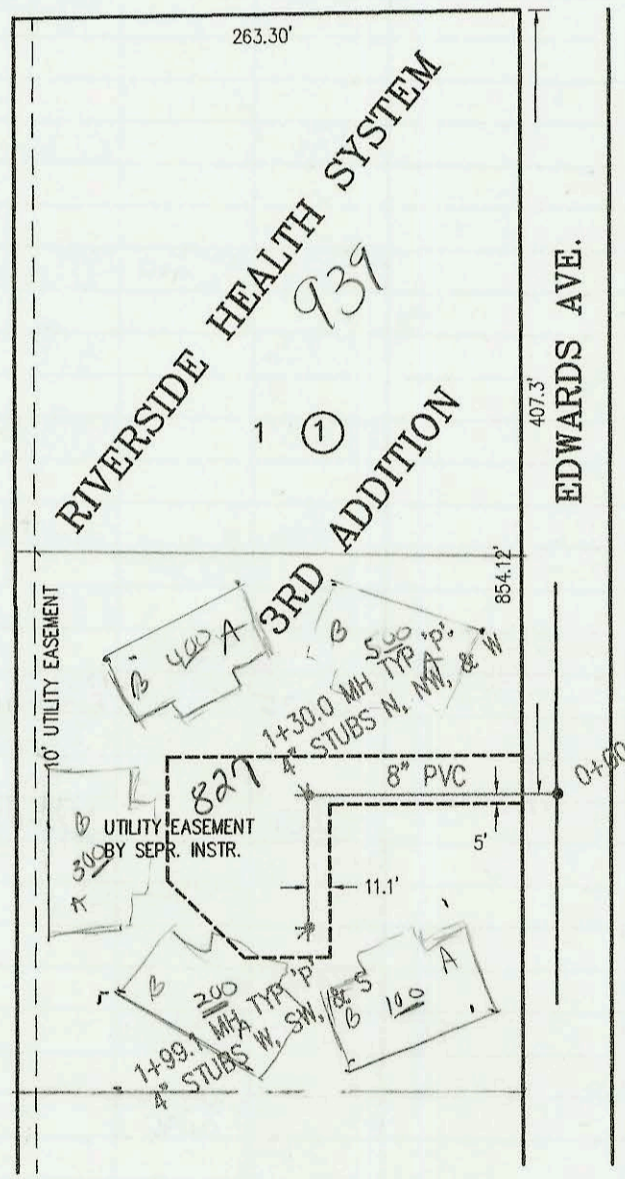 263.30'
RIVERSIDE HEALTH SYSTEM
939
1 1
3RD ADDITION
407.3'
EDWARDS AVE.
854.12'
10' UTILITY EASEMENT
B 400 A
B 500 A
1+30.0 MH TYP 'P'
4" STUBS N, NW, & W
827
8" PVC
0+00
5'
B
UTILITY EASEMENT
BY SEPR. INSTR.
300
A
11.1'
B 200 A
B 100 A
1+99.1 MH TYP 'P'
4" STUBS W, SW, & S